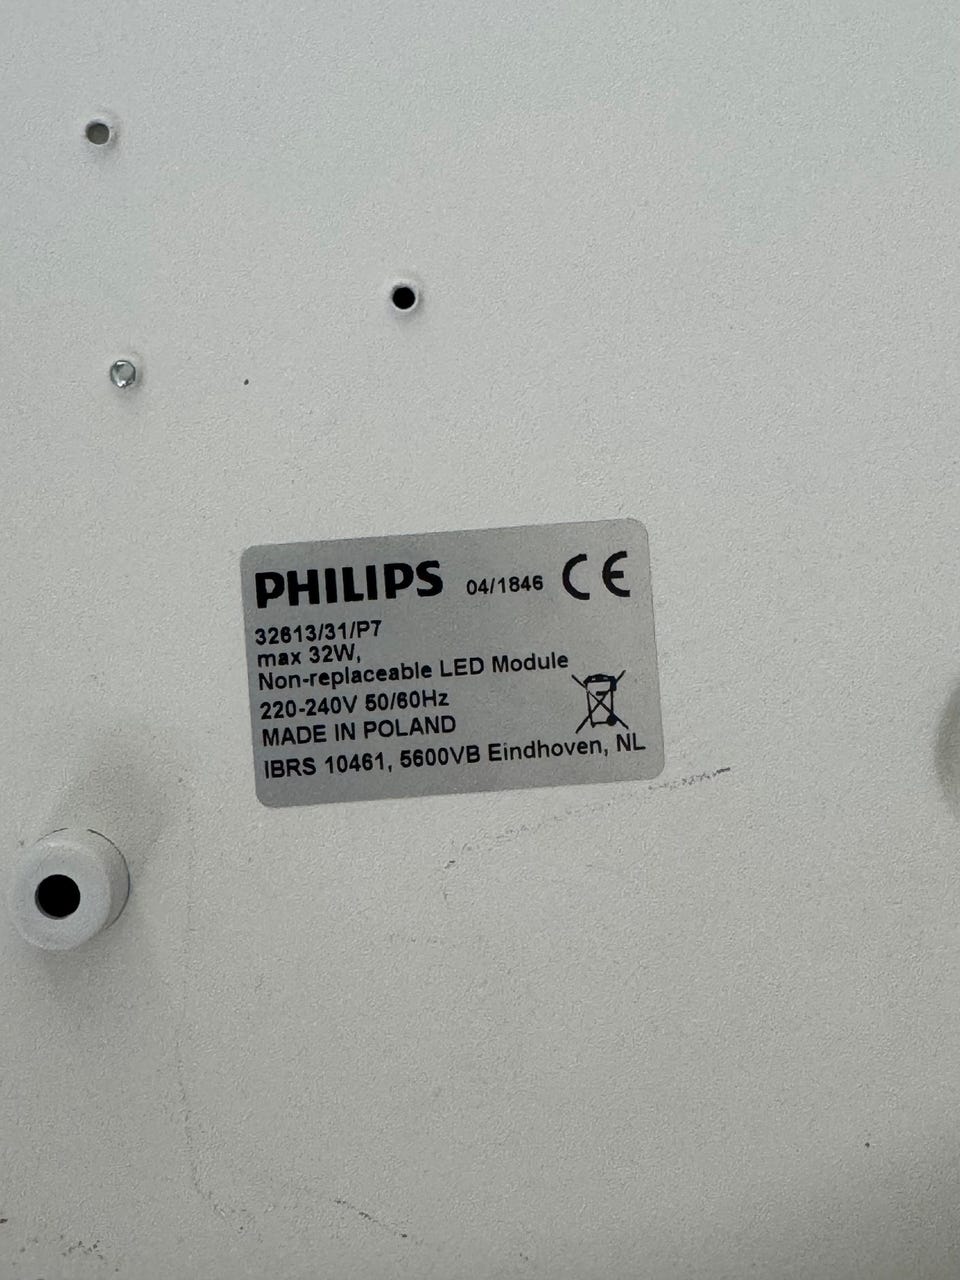 PHILIPS 04/1846 CE
32613/31/P7
max 32W,
Non-replaceable LED Module
220-240V 50/60Hz
MADE IN POLAND
IBRS 10461, 5600VB Eindhoven, NL